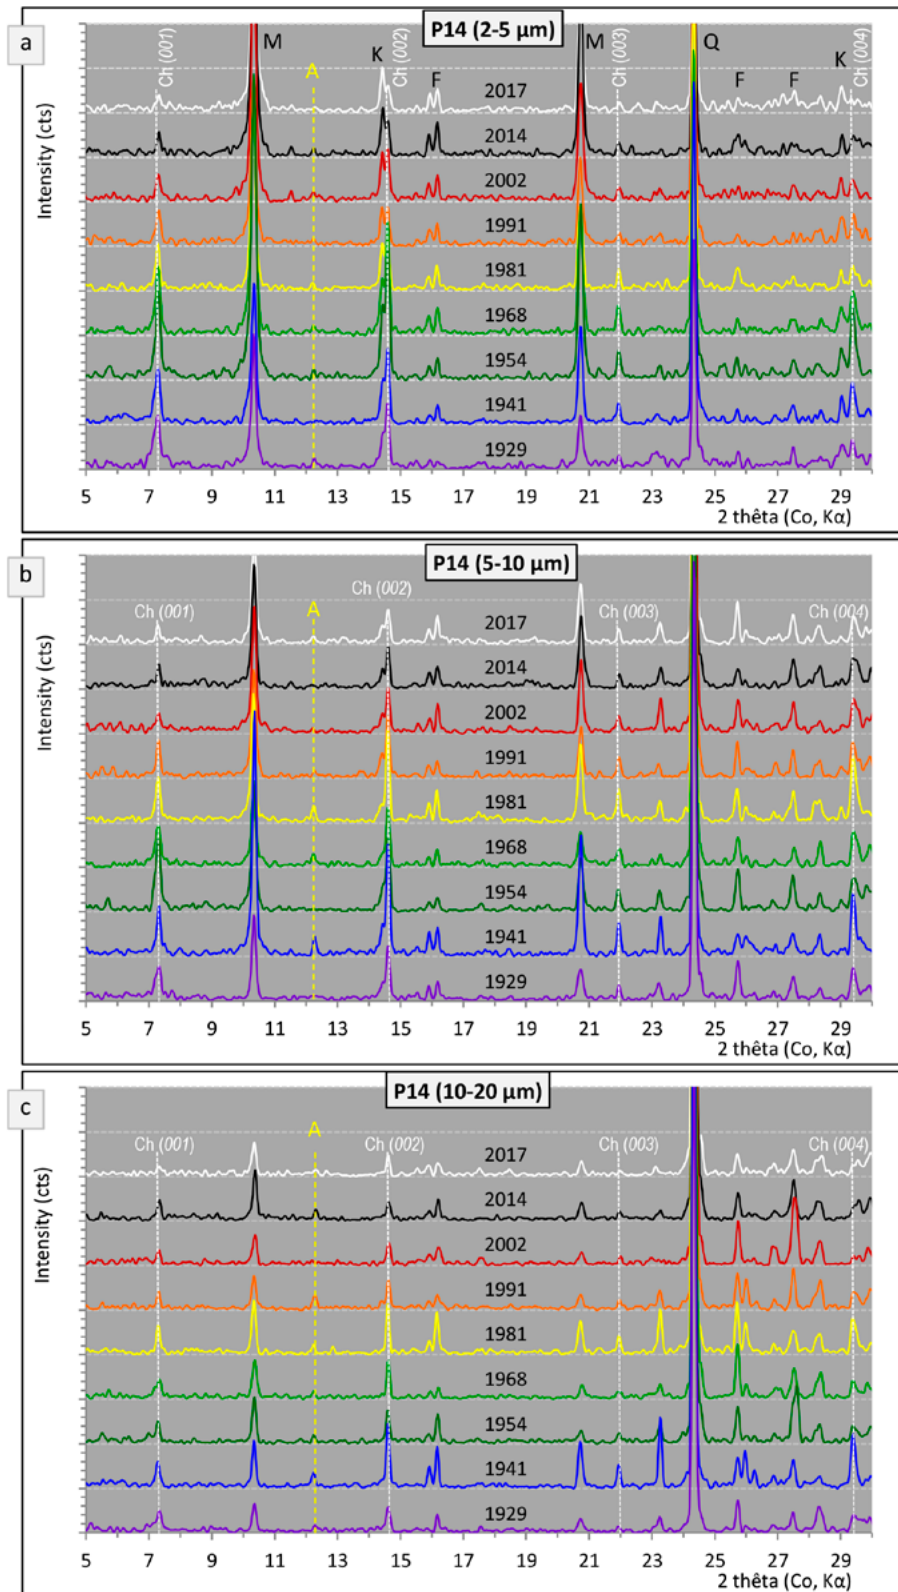 a
P14 (2-5 µm)
Intensity (cts)
Ch (001)
M
A
K
Ch (002)
F
M
Ch (003)
Q
F
F
K
Ch (004)
2017
2014
2002
1991
1981
1968
1954
1941
1929
5 7 9 11 13 15 17 19 21 23 25 27 29
2 thêta (Co, Kα)
b
P14 (5-10 µm)
Intensity (cts)
Ch (001)
A
Ch (002)
Ch (003)
Ch (004)
2017
2014
2002
1991
1981
1968
1954
1941
1929
5 7 9 11 13 15 17 19 21 23 25 27 29
2 thêta (Co, Kα)
c
P14 (10-20 µm)
Intensity (cts)
Ch (001)
A
Ch (002)
Ch (003)
Ch (004)
2017
2014
2002
1991
1981
1968
1954
1941
1929
5 7 9 11 13 15 17 19 21 23 25 27 29
2 thêta (Co, Kα)